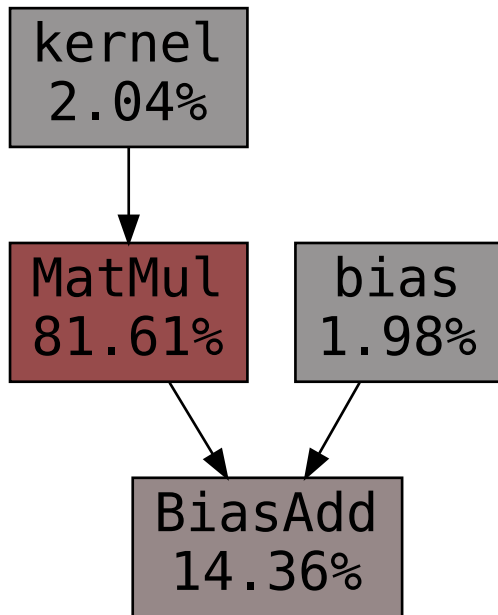 kernel
2.04%
MatMul
81.61%
bias
1.98%
BiasAdd
14.36%